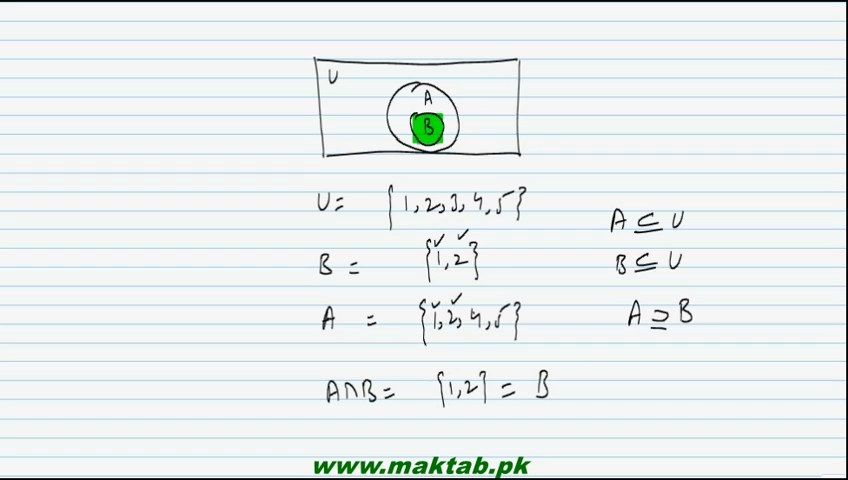 U
A
B
U = {1, 2, 3, 4, 5}
A ⊆ U
B = {1, 2}
B ⊆ U
A = {1, 2, 4, 5}
A ⊇ B
A∩B = {1, 2} = B
www.maktab.pk